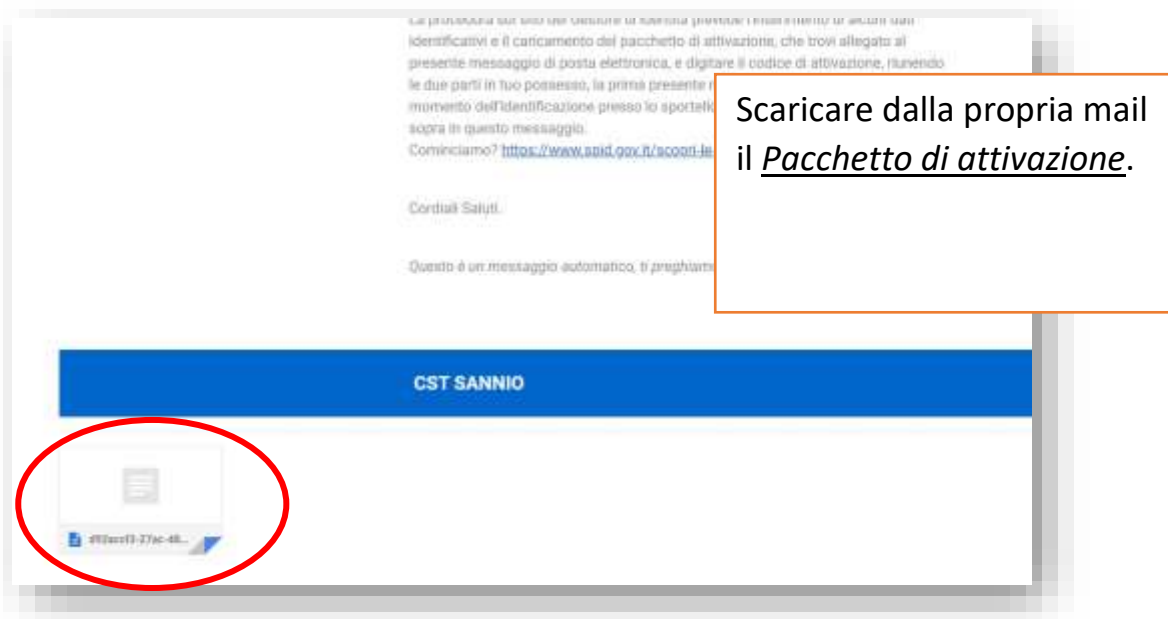 identificativi e il caricamento del pacchetto di attivazione, che trovi allegato al
presente messaggio di posta elettronica, e digitare il codice di attivazione, riunendo
le due parti in tuo possesso, la prima presente
momento dell'identificazione presso lo sportello
sopra in questo messaggio.
Cominciamo? https://www.spid.gov.it/scopri-le
Cordiali Saluti.
Questo è un messaggio automatico, ti preghiamo
Scaricare dalla propria mail
il Pacchetto di attivazione.
CST SANNIO